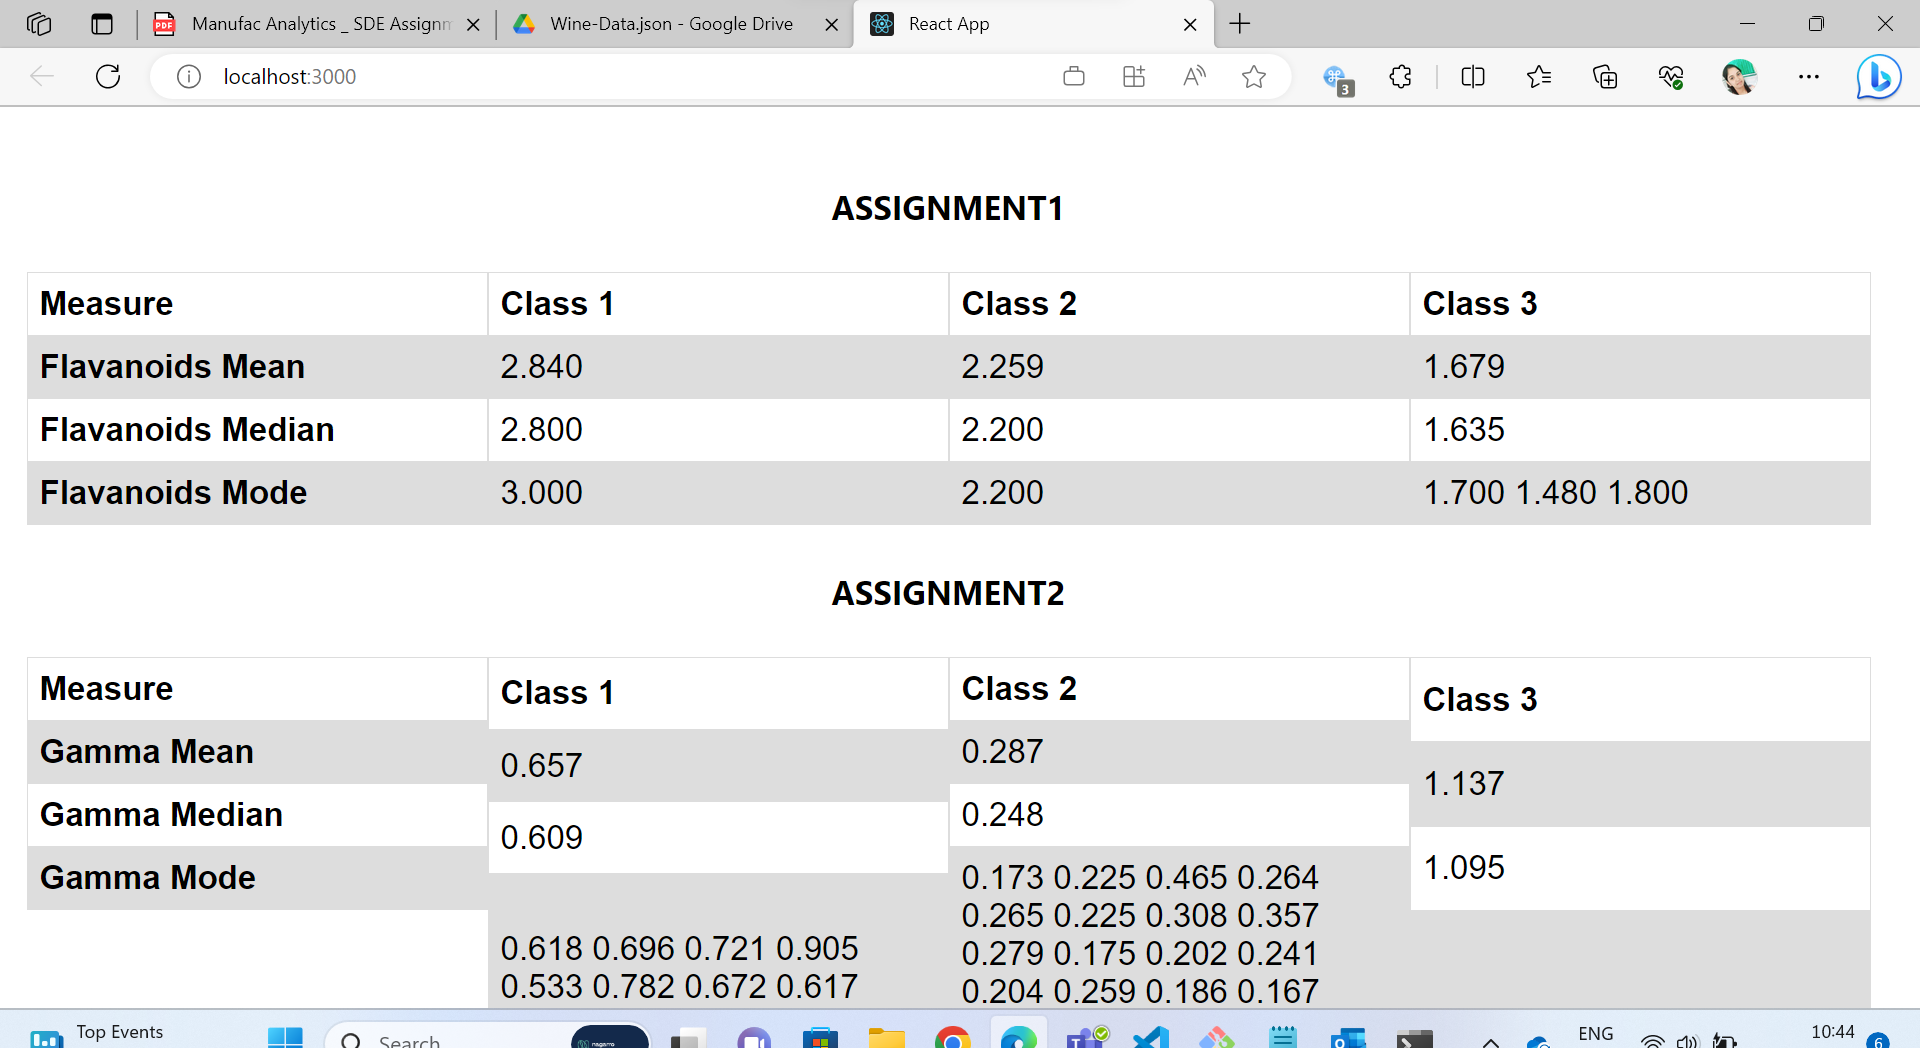 Manufac Analytics _ SDE Assignm
Wine-Data.json - Google Drive
React App
localhost:3000
3
ASSIGNMENT1
Measure Class 1 Class 2 Class 3
Flavanoids Mean 2.840 2.259 1.679
Flavanoids Median 2.800 2.200 1.635
Flavanoids Mode 3.000 2.200 1.700 1.480 1.800
ASSIGNMENT2
Measure Class 1 Class 2 Class 3
Gamma Mean 0.657 0.287 1.137
Gamma Median 0.609 0.248 1.095
Gamma Mode
0.618 0.696 0.721 0.905
0.533 0.782 0.672 0.617
0.173 0.225 0.465 0.264
0.265 0.225 0.308 0.357
0.279 0.175 0.202 0.241
0.204 0.259 0.186 0.167
Top Events
Search
nagarro
ENG
10:44
6